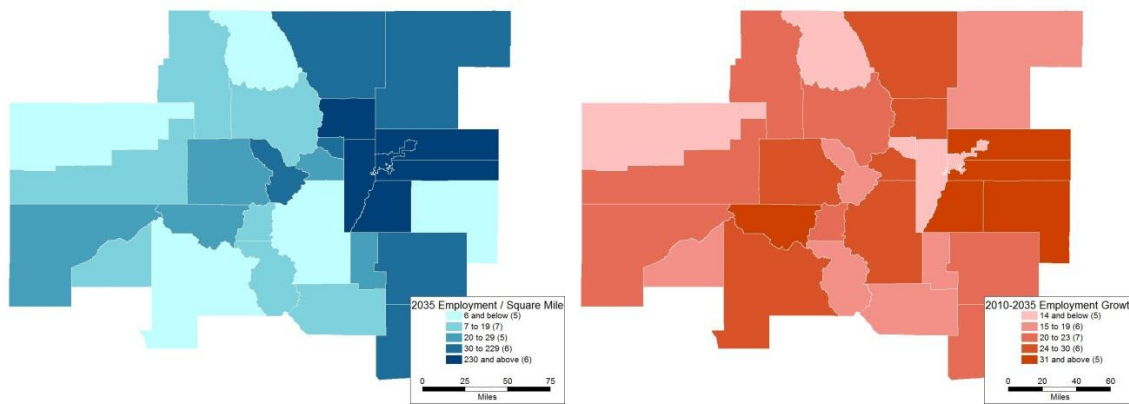 2035 Employment / Square Mile
6 and below (5)
7 to 19 (7)
20 to 29 (5)
30 to 229 (6)
230 and above (6)
0 25 50 75
Miles
2010-2035 Employment Growth
14 and below (5)
15 to 19 (6)
20 to 23 (7)
24 to 30 (6)
31 and above (5)
0 20 40 60
Miles